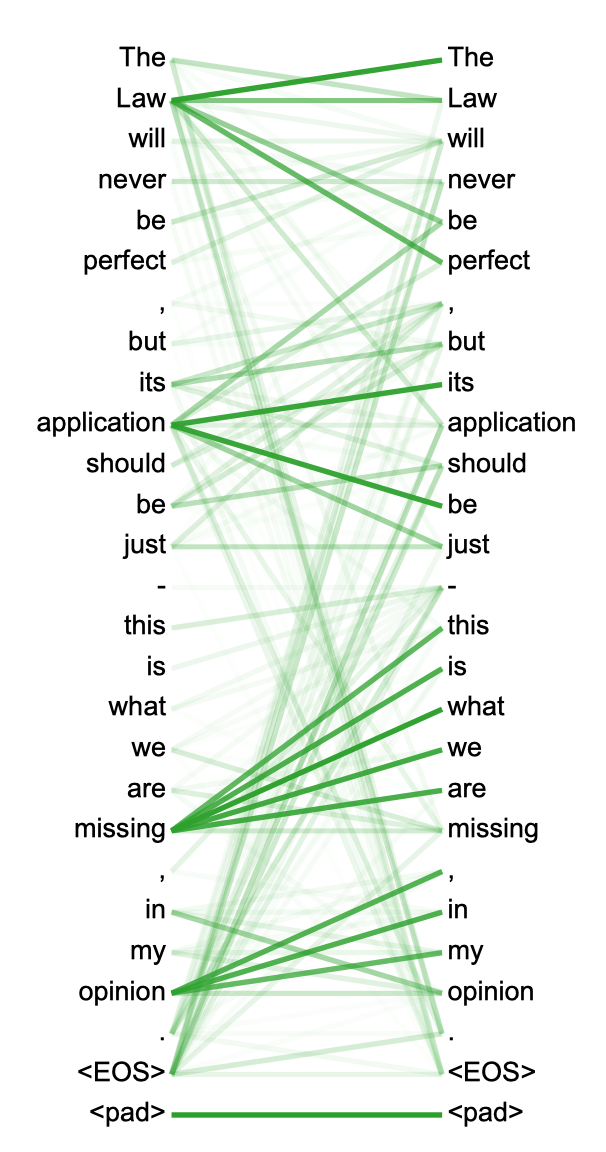 The The
Law Law
will will
never never
be be
perfect perfect
, ,
but but
its its
application application
should should
be be
just just
- -
this this
is is
what what
we we
are are
missing missing
, ,
in in
my my
opinion opinion
. .
<EOS> <EOS>
<pad> <pad>